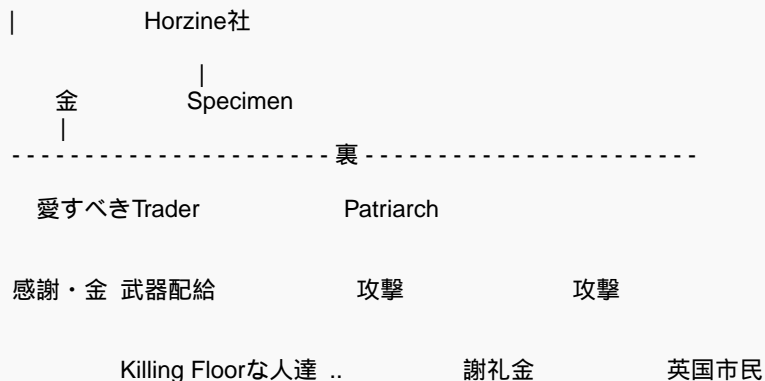 | Horzine社
|
金 Specimen
|
- - - - - - - - - - - - - - - - - - - - - - 裏 - - - - - - - - - - - - - - - - - - - - - - -
愛すべきTrader Patriarch
感謝・金 武器配給 攻撃 攻撃
Killing Floorな人達 .. 謝礼金 英国市民